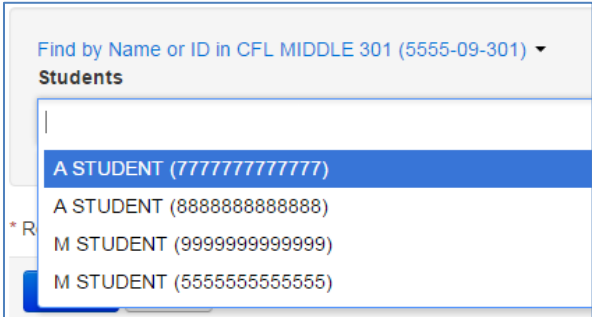 Find by Name or ID in CFL MIDDLE 301 (5555-09-301)
Students
A STUDENT (7777777777777)
A STUDENT (8888888888888)
* R
M STUDENT (9999999999999)
M STUDENT (5555555555555)